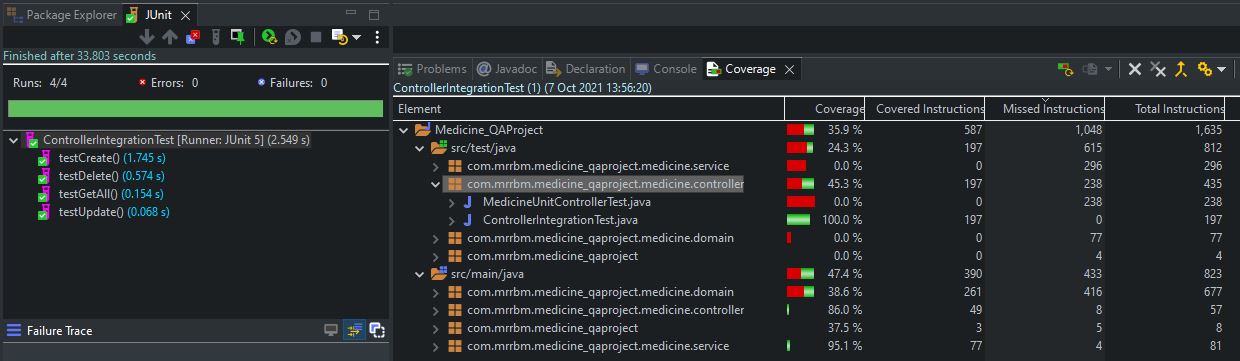 Package Explorer JUnit
Finished after 33.803 seconds
Runs: 4/4 Errors: 0 Failures: 0
ControllerIntegrationTest [Runner: JUnit 5] (2.549 s)
testCreate() (1.745 s)
testDelete() (0.574 s)
testGetAll() (0.154 s)
testUpdate() (0.068 s)
Failure Trace
Problems @ Javadoc Declaration Console Coverage
ControllerIntegrationTest (1) (7 Oct 2021 13:56:20)
Element Coverage Covered Instructions Missed Instructions Total Instructions
Medicine_QAProject 35.9 % 587 1,048 1,635
src/test/java 24.3 % 197 615 812
com.mrrbm.medicine_qaproject.medicine.service 0.0 % 0 296 296
com.mrrbm.medicine_qaproject.medicine.controller 45.3 % 197 238 435
MedicineUnitControllerTest.java 0.0 % 0 238 238
ControllerIntegrationTest.java 100.0 % 197 0 197
com.mrrbm.medicine_qaproject.medicine.domain 0.0 % 0 77 77
com.mrrbm.medicine_qaproject 0.0 % 0 4 4
src/main/java 47.4 % 390 433 823
com.mrrbm.medicine_qaproject.medicine.domain 38.6 % 261 416 677
com.mrrbm.medicine_qaproject.medicine.controller 86.0 % 49 8 57
com.mrrbm.medicine_qaproject 37.5 % 3 5 8
com.mrrbm.medicine_qaproject.medicine.service 95.1 % 77 4 81